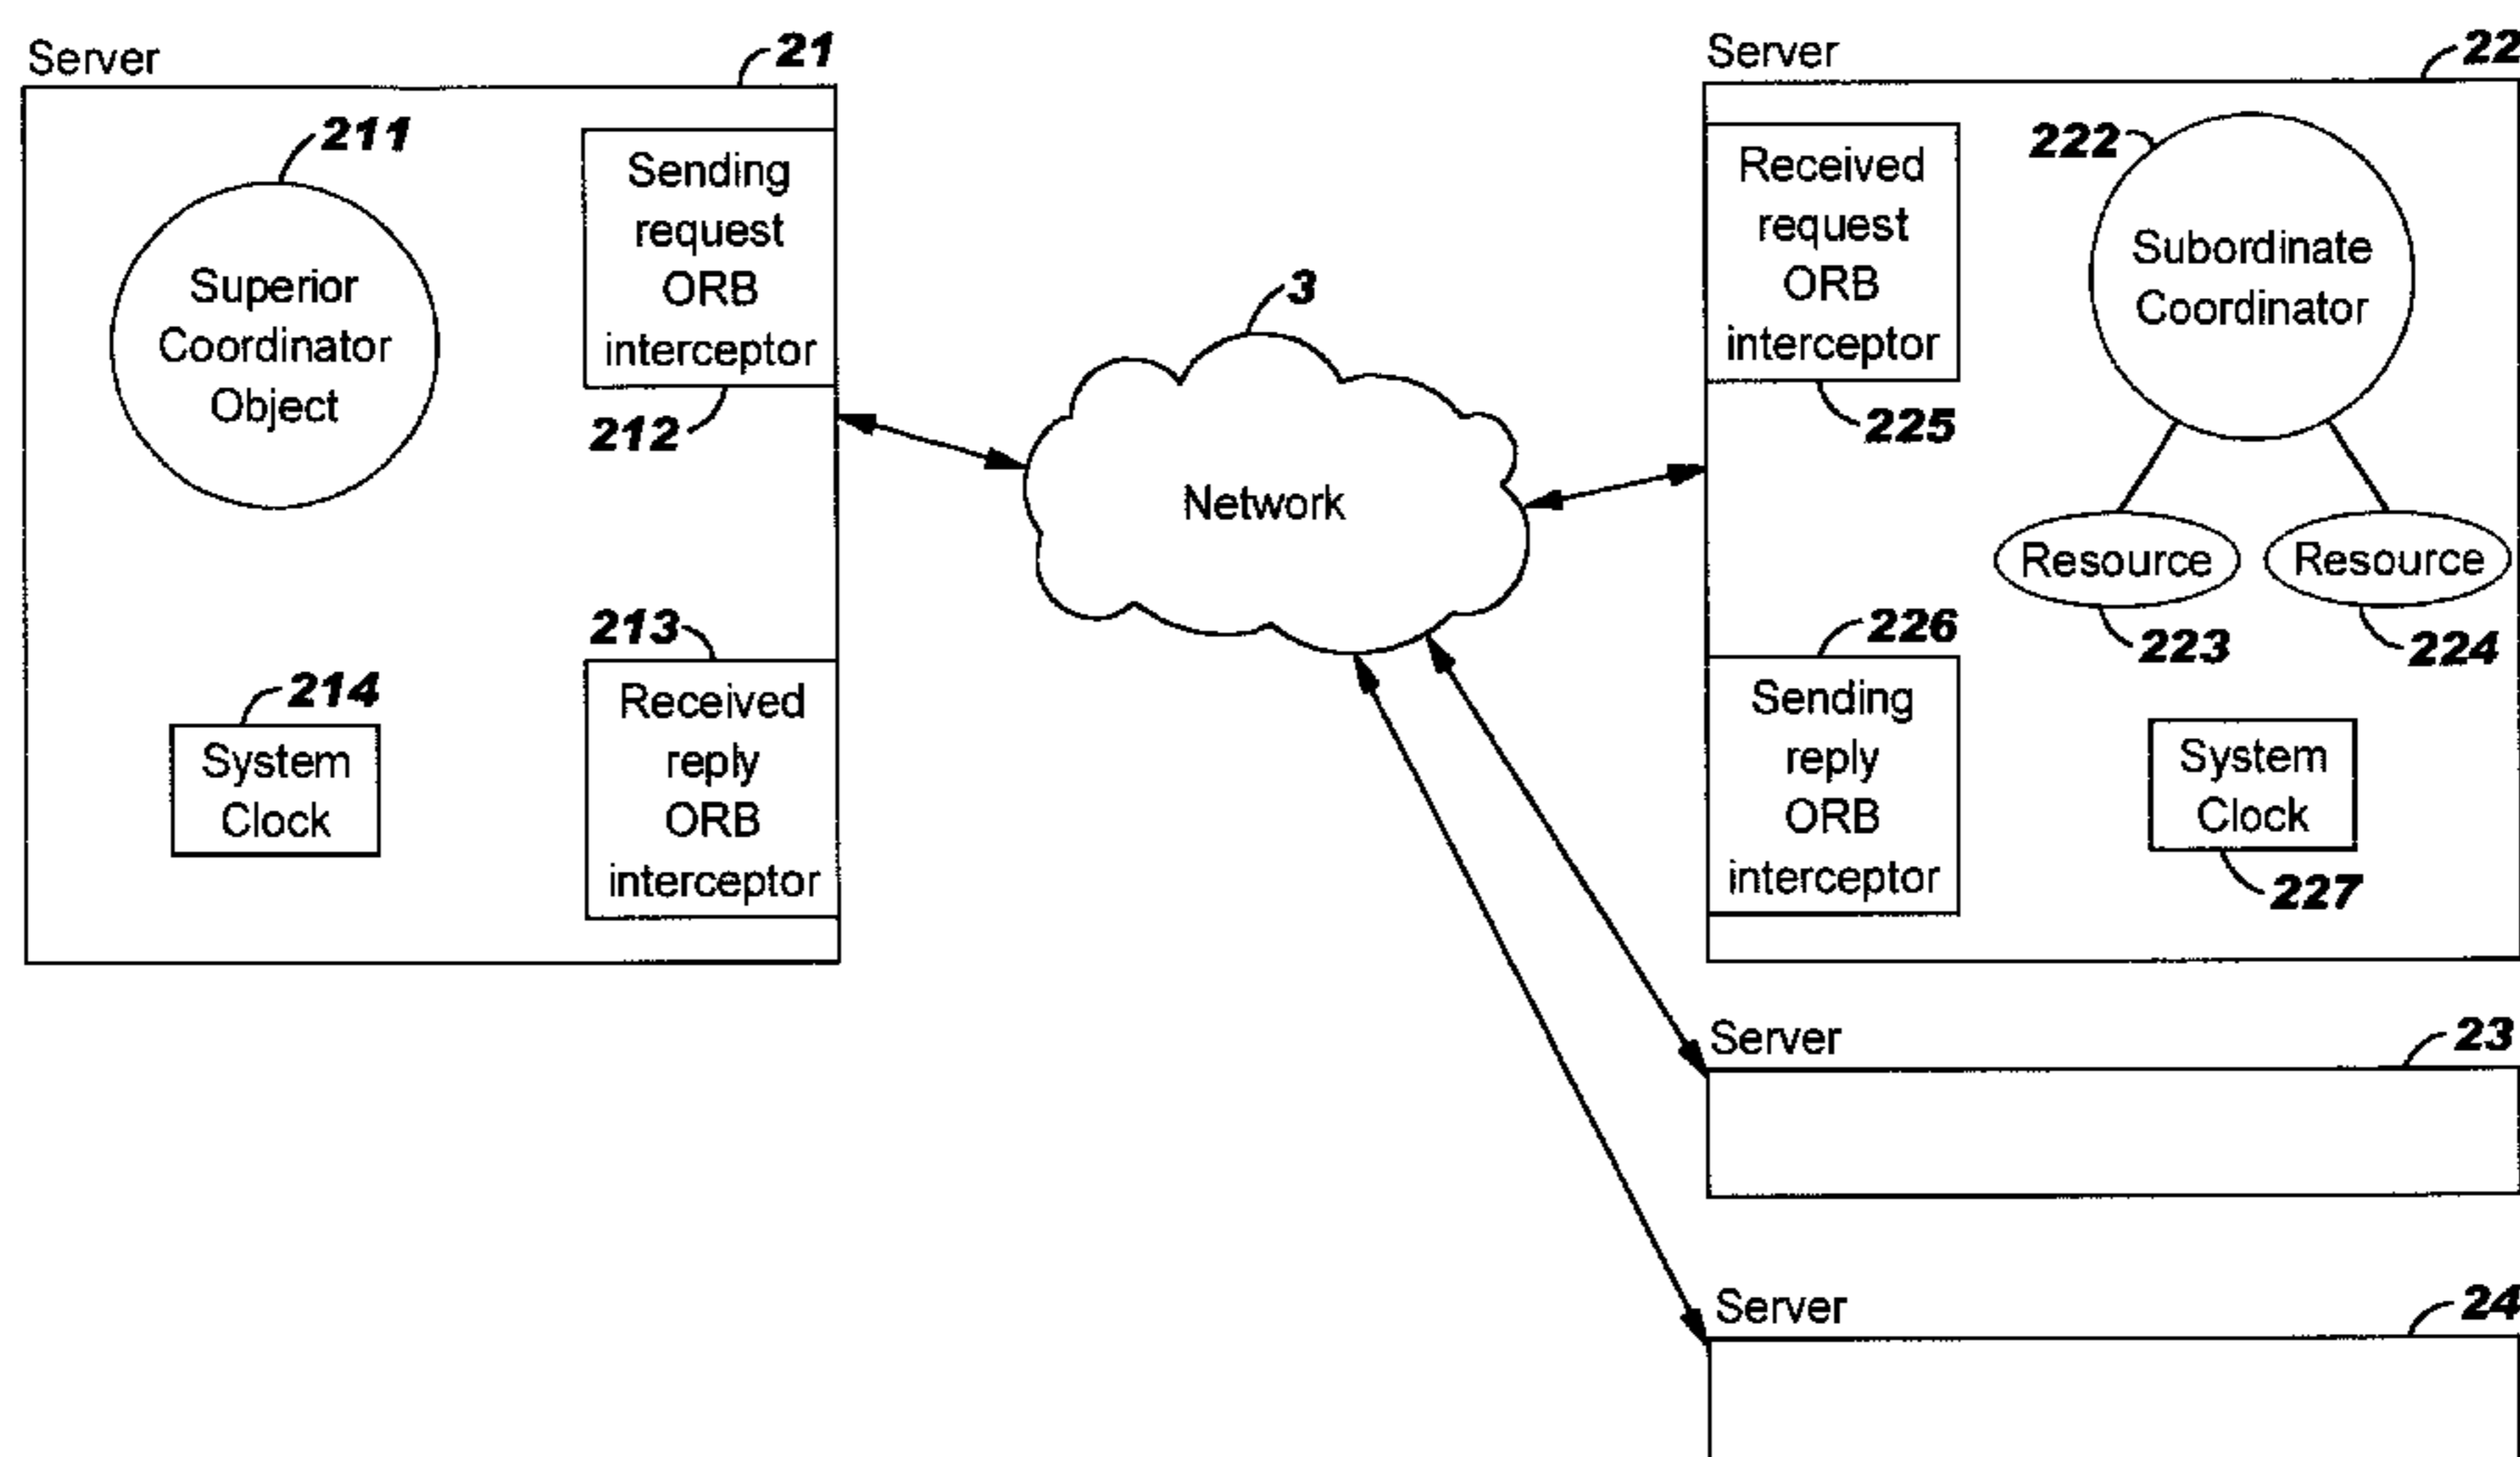 Server
21
211
Superior
Coordinator
Object
Sending
request
ORB
interceptor
212
213
Received
reply
ORB
interceptor
214
System
Clock
3
Network
Server
22
Received
request
ORB
interceptor
225
222
Subordinate
Coordinator
Resource
Resource
223
224
226
Sending
reply
ORB
interceptor
System
Clock
227
Server
23
Server
24